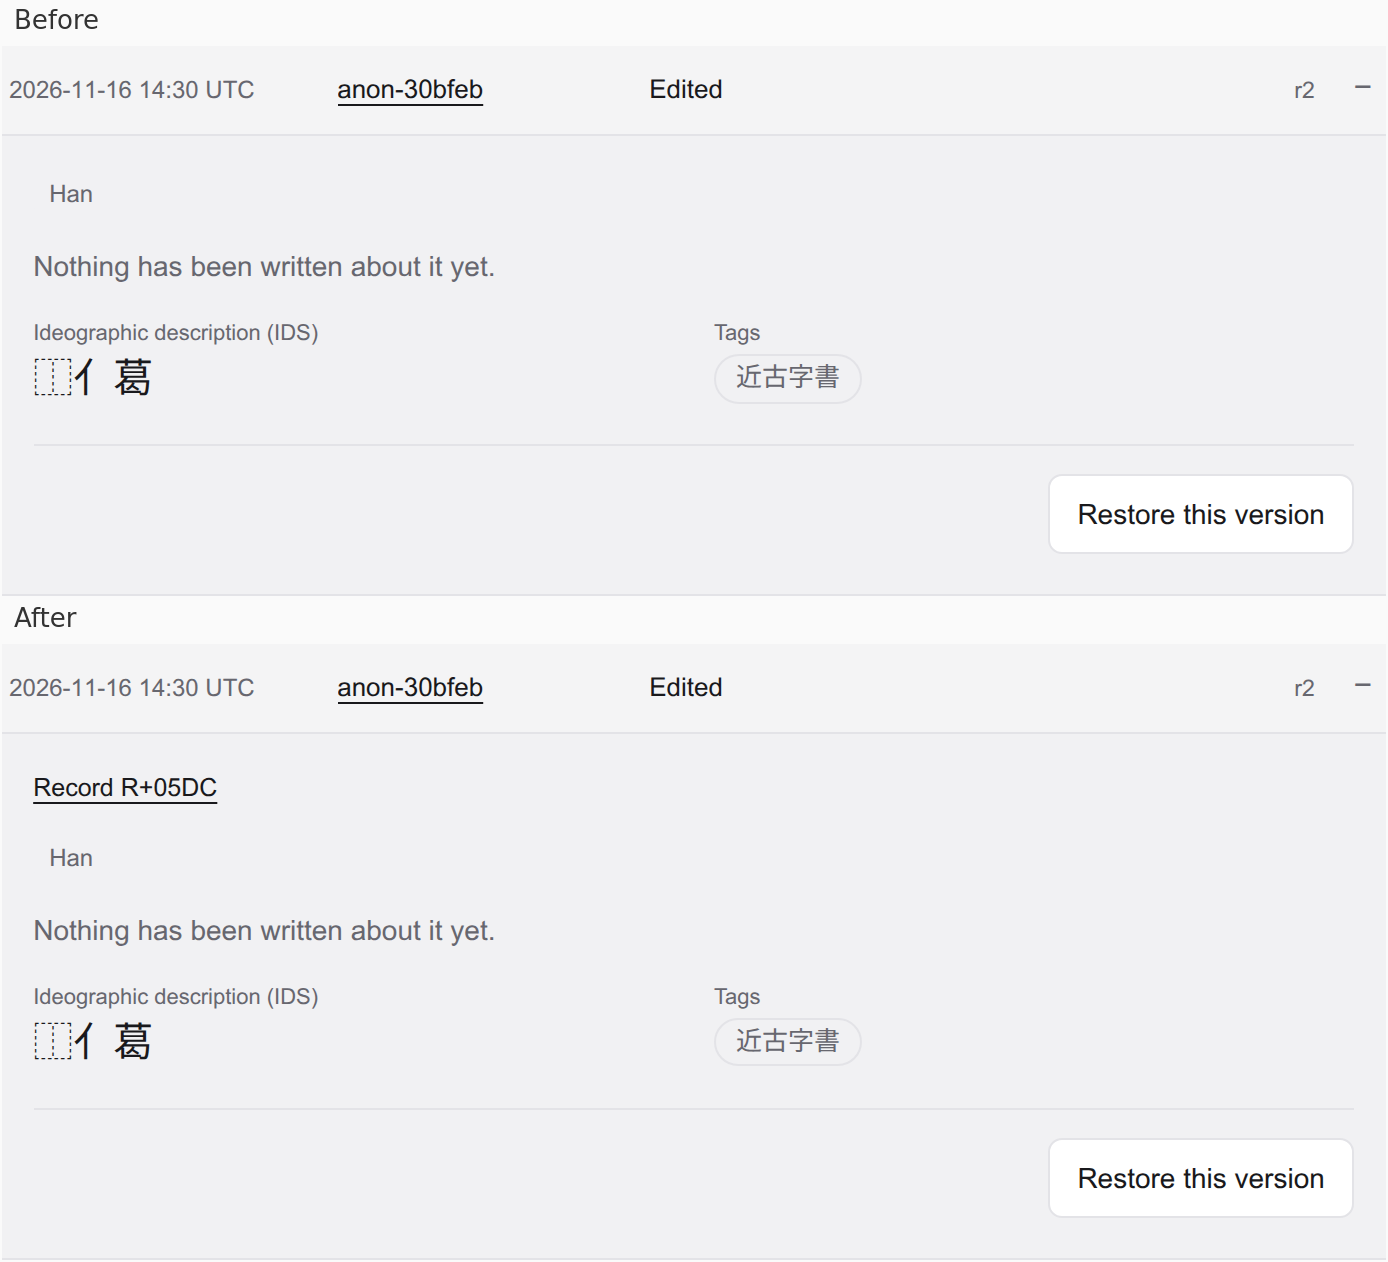 Before
2026-11-16 14:30 UTC anon-30bfeb Edited r2 −
Han
Nothing has been written about it yet.
Ideographic description (IDS) Tags
⿰亻葛 近古字書
Restore this version
After
2026-11-16 14:30 UTC anon-30bfeb Edited r2 −
Record R+05DC
Han
Nothing has been written about it yet.
Ideographic description (IDS) Tags
⿰亻葛 近古字書
Restore this version